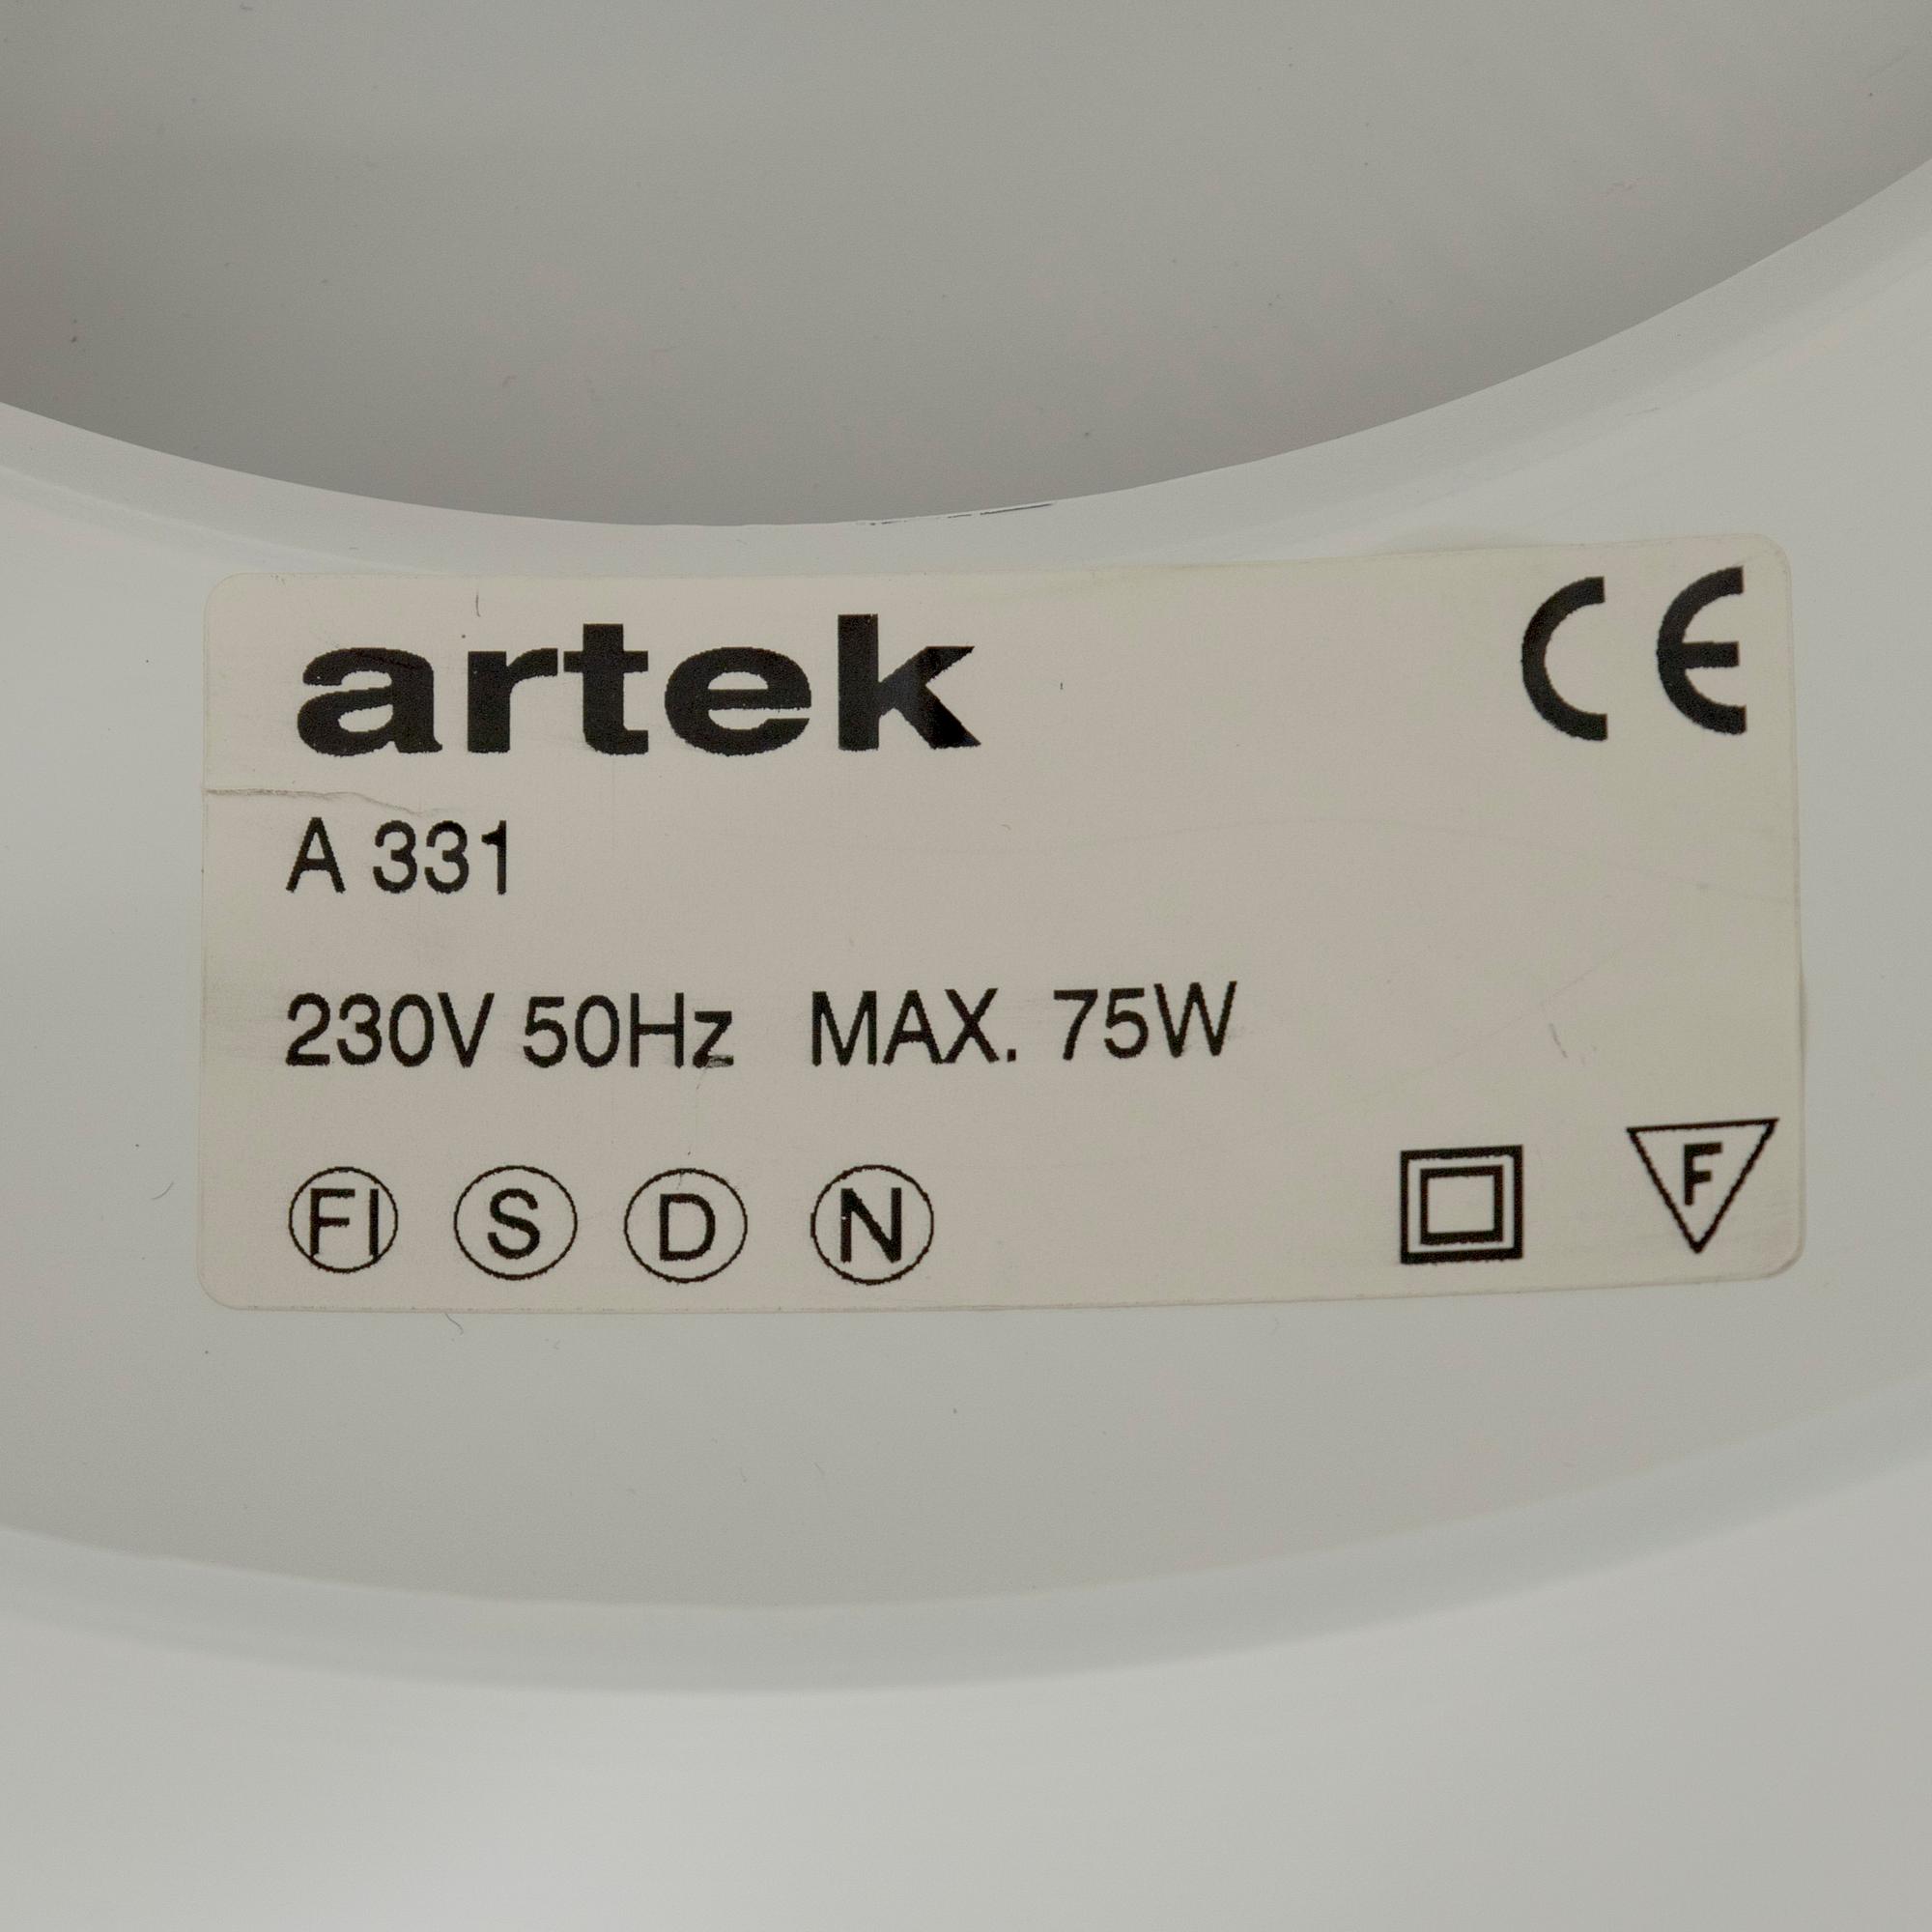 artek CE
A 331
230V 50Hz MAX. 75W
FI S D N F